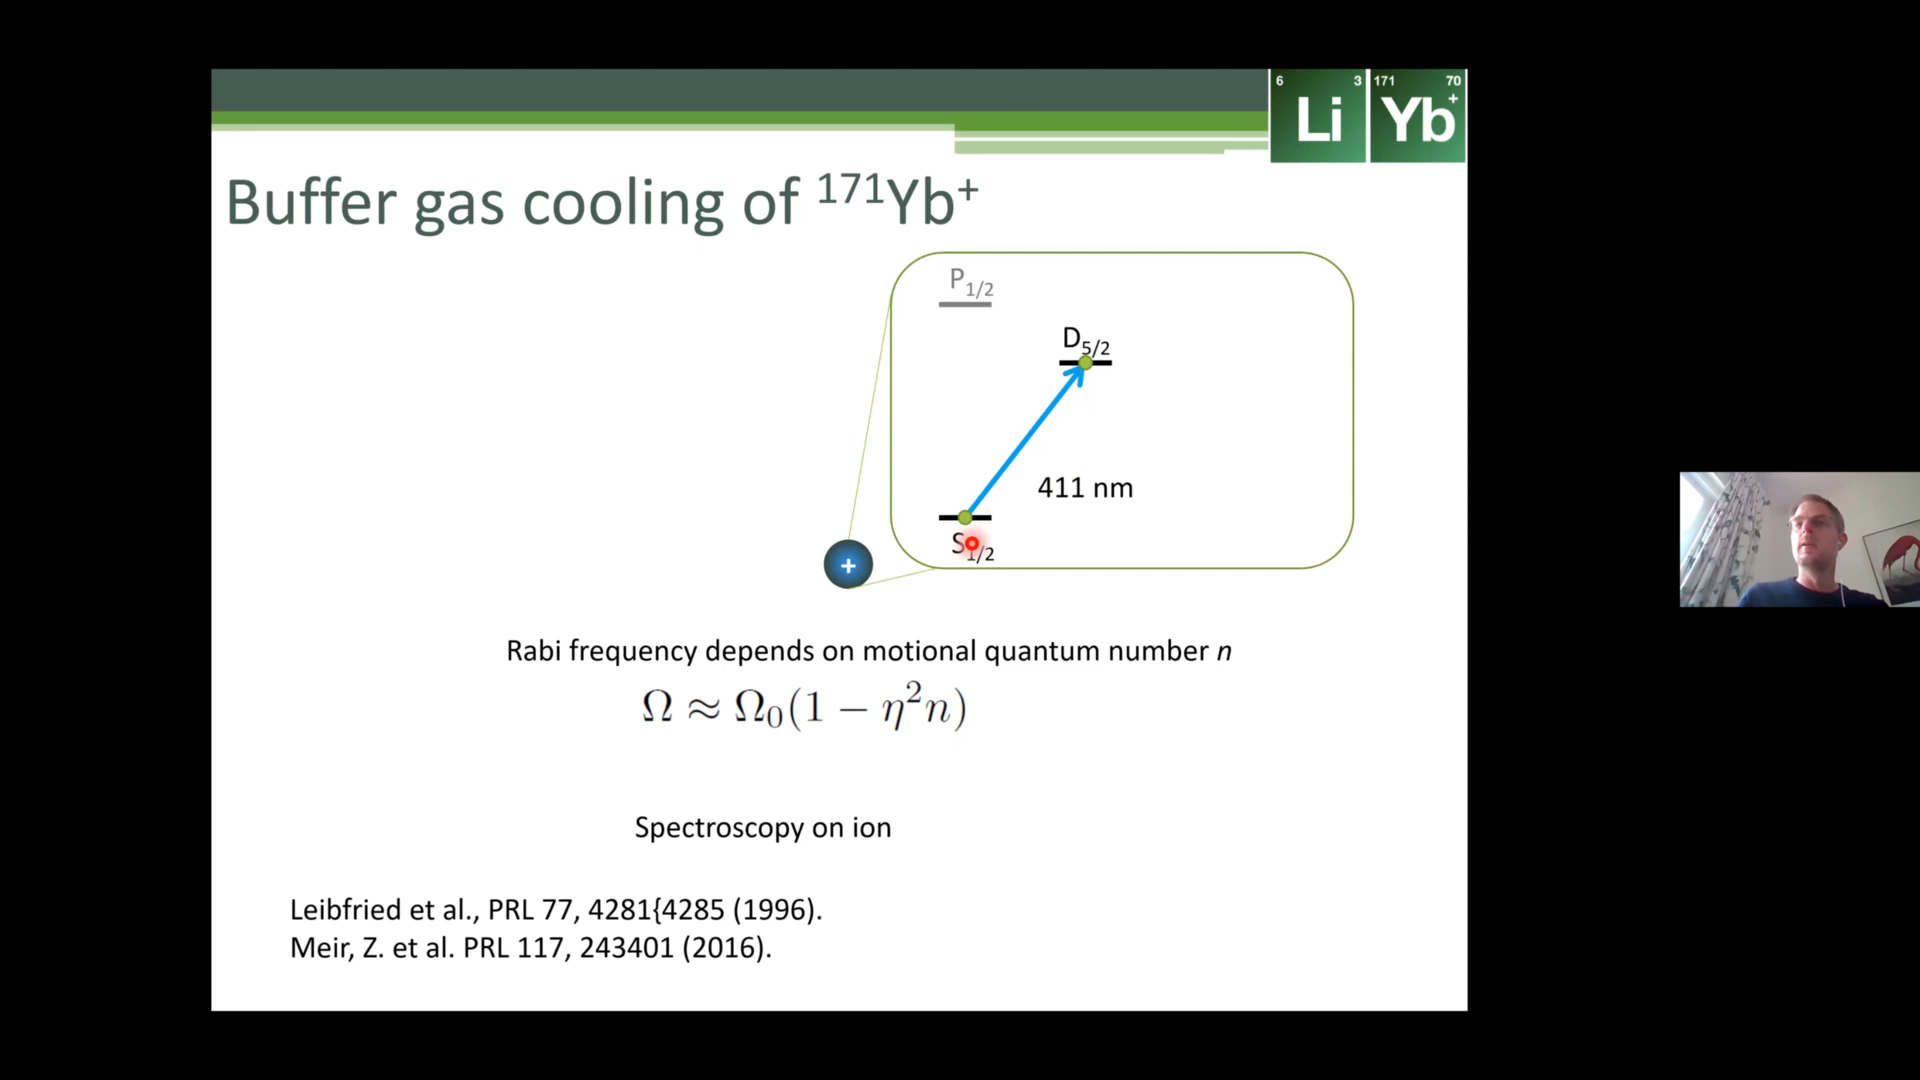 6 3 171 70
Li Yb+
Buffer gas cooling of ¹⁷¹Yb⁺
P1/2
D5/2
411 nm
S1/2
+
Rabi frequency depends on motional quantum number n
Ω ≈ Ω₀(1 − η²n)
Spectroscopy on ion
Leibfried et al., PRL 77, 4281{4285 (1996).
Meir, Z. et al. PRL 117, 243401 (2016).